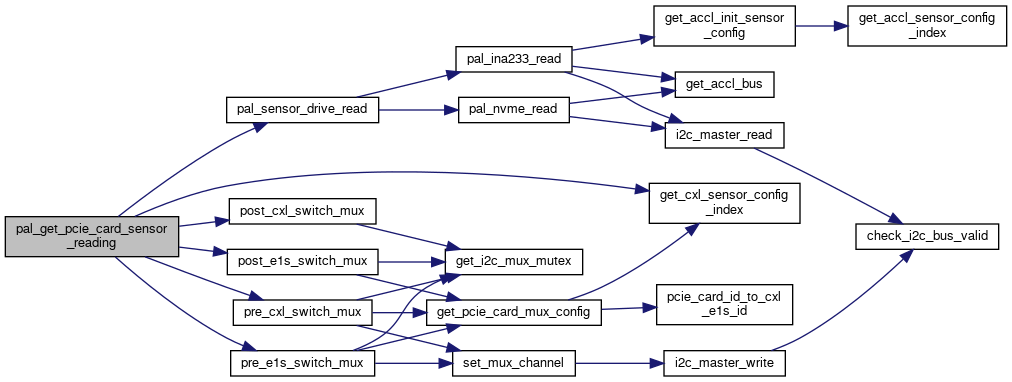 get_accl_init_sensor
_config
get_accl_sensor_config
_index
pal_ina233_read
get_accl_bus
pal_sensor_drive_read
pal_nvme_read
i2c_master_read
get_cxl_sensor_config
_index
post_cxl_switch_mux
pal_get_pcie_card_sensor
_reading
check_i2c_bus_valid
post_e1s_switch_mux
get_i2c_mux_mutex
pre_cxl_switch_mux
get_pcie_card_mux_config
pcie_card_id_to_cxl
_e1s_id
pre_e1s_switch_mux
set_mux_channel
i2c_master_write